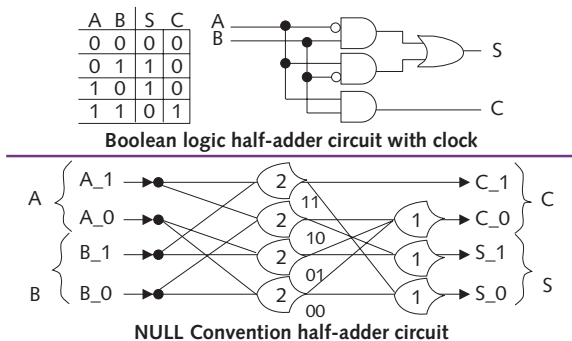 A B S C
0 0 0 0
0 1 1 0
1 0 1 0
1 1 0 1
A
B
S
C
Boolean logic half-adder circuit with clock
A
A_1
A_0
B
B_1
B_0
2
11
2
10
2
01
2
00
1
1
1
C_1
C_0
C
S_1
S_0
S
NULL Convention half-adder circuit